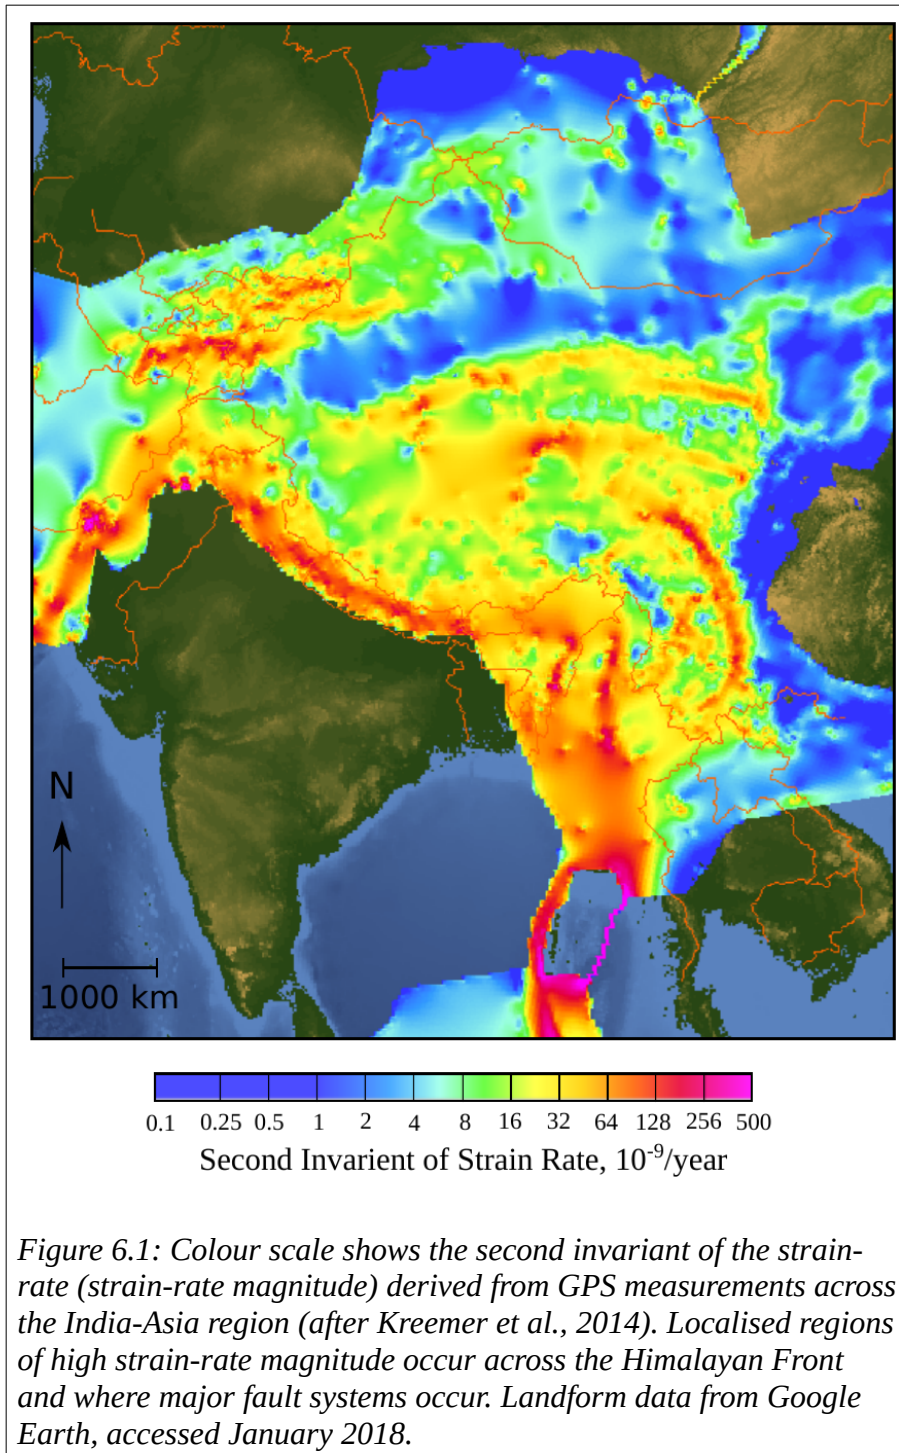 N
1000 km
0.1 0.25 0.5 1 2 4 8 16 32 64 128 256 500
Second Invarient of Strain Rate, 10⁻⁹/year
Figure 6.1: Colour scale shows the second invariant of the strain-
rate (strain-rate magnitude) derived from GPS measurements across
the India-Asia region (after Kreemer et al., 2014). Localised regions
of high strain-rate magnitude occur across the Himalayan Front
and where major fault systems occur. Landform data from Google
Earth, accessed January 2018.